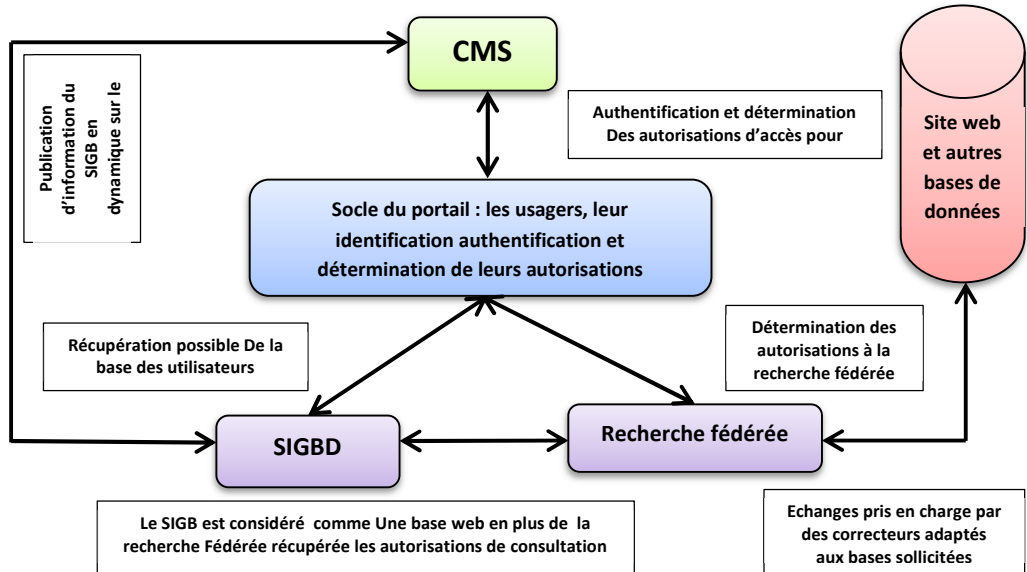 CMS
Publication
d’information du
SIGB en
dynamique sur le
Authentification et détermination
Des autorisations d’accès pour
Site web
et autres
bases de
données
Socle du portail : les usagers, leur
identification authentification et
détermination de leurs autorisations
Récupération possible De la
base des utilisateurs
Détermination des
autorisations à la
recherche fédérée
SIGBD
Recherche fédérée
Le SIGB est considéré comme Une base web en plus de la
recherche Fédérée récupérée les autorisations de consultation
Echanges pris en charge par
des correcteurs adaptés
aux bases sollicitées